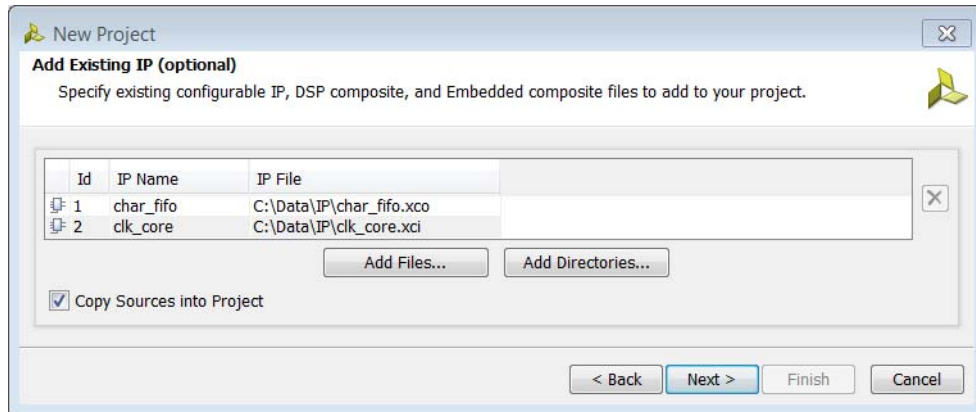 New Project
Add Existing IP (optional)
Specify existing configurable IP, DSP composite, and Embedded composite files to add to your project.
Id IP Name IP File
1 char_fifo C:\Data\IP\char_fifo.xco
2 clk_core C:\Data\IP\clk_core.xci
Add Files... Add Directories...
Copy Sources into Project
< Back Next > Finish Cancel